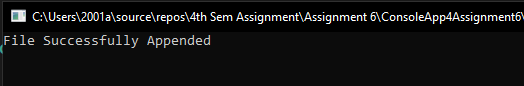 C:\Users\2001a\source\repos\4th Sem Assignment\Assignment 6\ConsoleApp4Assignment6\
File Successfully Appended